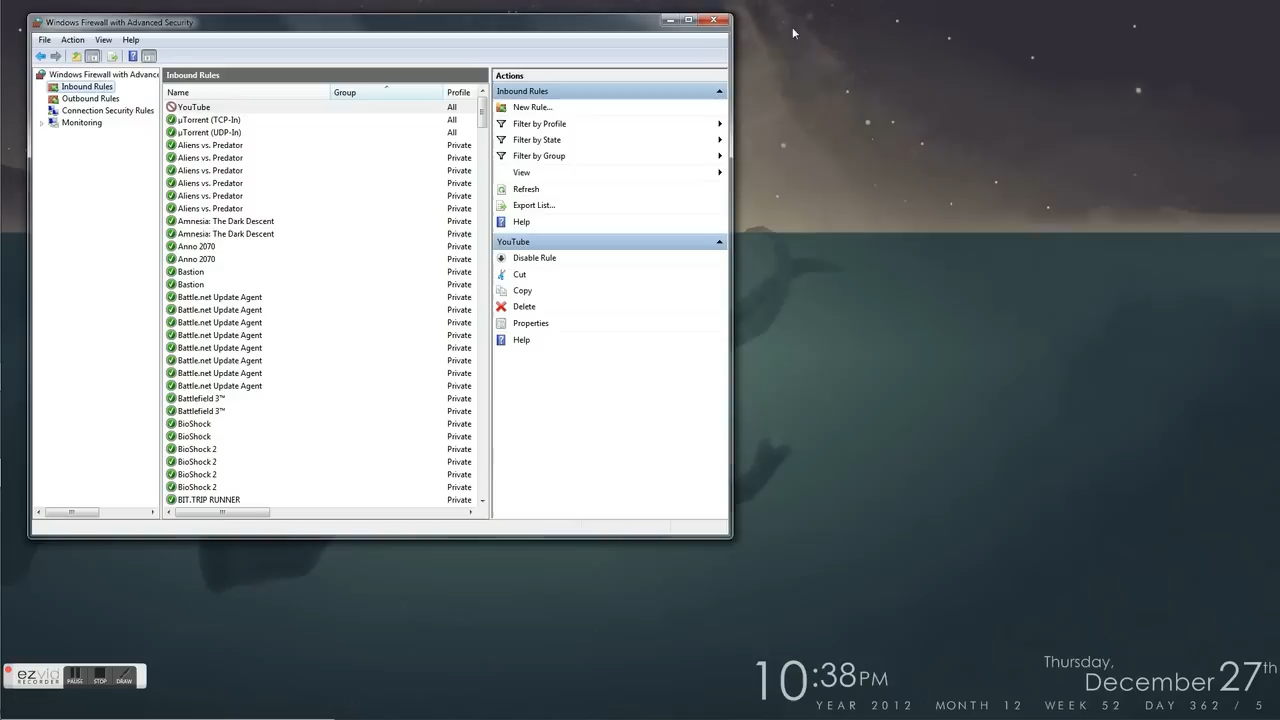 Windows Firewall with Advanced Security
File Action View Help
Windows Firewall with Advanc
Inbound Rules
Outbound Rules
Connection Security Rules
Monitoring
Inbound Rules
Name Group Profile
YouTube All
µTorrent (TCP-In) All
µTorrent (UDP-In) All
Aliens vs. Predator Private
Aliens vs. Predator Private
Aliens vs. Predator Private
Aliens vs. Predator Private
Aliens vs. Predator Private
Aliens vs. Predator Private
Amnesia: The Dark Descent Private
Amnesia: The Dark Descent Private
Anno 2070 Private
Anno 2070 Private
Bastion Private
Bastion Private
Battle.net Update Agent Private
Battle.net Update Agent Private
Battle.net Update Agent Private
Battle.net Update Agent Private
Battle.net Update Agent Private
Battle.net Update Agent Private
Battle.net Update Agent Private
Battle.net Update Agent Private
Battlefield 3™ Private
Battlefield 3™ Private
BioShock Private
BioShock Private
BioShock 2 Private
BioShock 2 Private
BioShock 2 Private
BioShock 2 Private
BIT.TRIP RUNNER Private
Actions
Inbound Rules
New Rule...
Filter by Profile
Filter by State
Filter by Group
View
Refresh
Export List...
Help
YouTube
Disable Rule
Cut
Copy
Delete
Properties
Help
ezvid
RECORDER
PAUSE STOP DRAW
10:38PM
Thursday,
December 27th
YEAR 2012 MONTH 12 WEEK 52 DAY 362 / 5